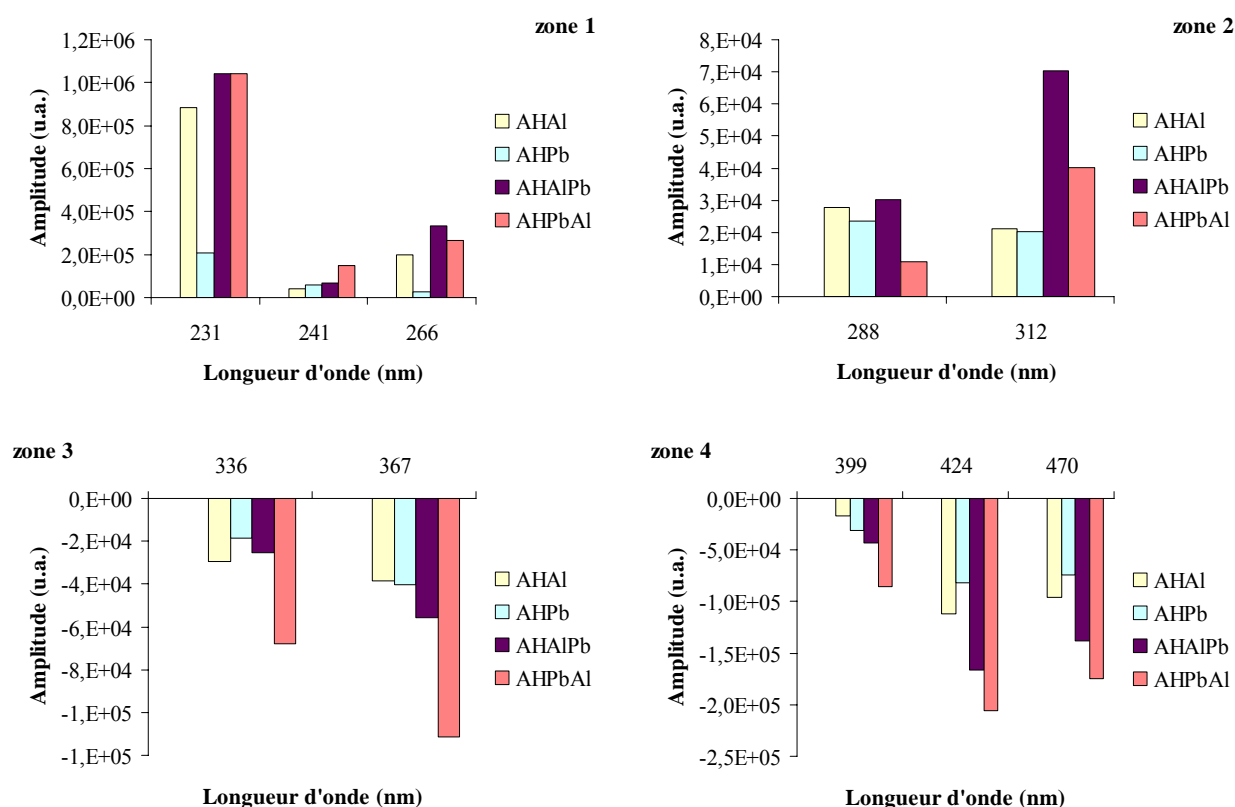 zone 1
Amplitude (u.a.)
1,2E+06
1,0E+06
8,0E+05
6,0E+05
4,0E+05
2,0E+05
0,0E+00
231 241 266
Longueur d'onde (nm)
AHAl
AHPb
AHAlPb
AHPbAl
zone 2
Amplitude (u.a.)
8,E+04
7,E+04
6,E+04
5,E+04
4,E+04
3,E+04
2,E+04
1,E+04
0,E+00
288 312
Longueur d'onde (nm)
AHAl
AHPb
AHAlPb
AHPbAl
zone 3
336 367
Amplitude (u.a.)
0,E+00
-2,E+04
-4,E+04
-6,E+04
-8,E+04
-1,E+05
-1,E+05
Longueur d'onde (nm)
AHAl
AHPb
AHAlPb
AHPbAl
zone 4
399 424 470
Amplitude (u.a.)
0,0E+00
-5,0E+04
-1,0E+05
-1,5E+05
-2,0E+05
-2,5E+05
Longueur d'onde (nm)
AHAl
AHPb
AHAlPb
AHPbAl